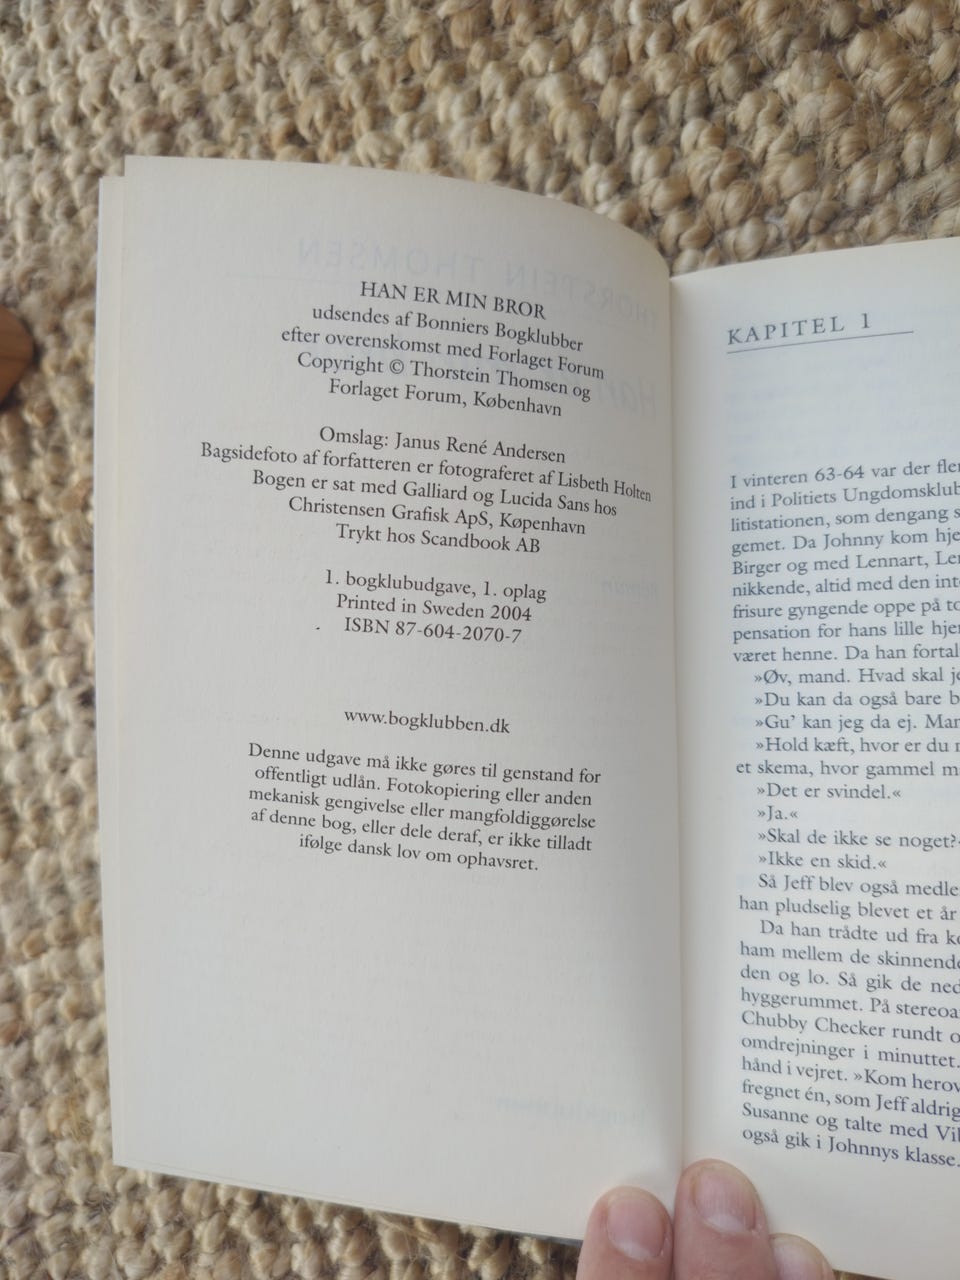 HAN ER MIN BROR
udsendes af Bonniers Bogklubber
efter overenskomst med Forlaget Forum
Copyright © Thorstein Thomsen og
Forlaget Forum, København
Omslag: Janus René Andersen
Bagsidefoto af forfatteren er fotograferet af Lisbeth Holten
Bogen er sat med Galliard og Lucida Sans hos
Christensen Grafisk ApS, Køpenhavn
Trykt hos Scandbook AB
1. bogklubudgave, 1. oplag
Printed in Sweden 2004
ISBN 87-604-2070-7
www.bogklubben.dk
Denne udgave må ikke gøres til genstand for
offentligt udlån. Fotokopiering eller anden
mekanisk gengivelse eller mangfoldiggørelse
af denne bog, eller dele deraf, er ikke tilladt
ifølge dansk lov om ophavsret.
KAPITEL 1
I vinteren 63-64 var der
ind i Politiets
litistationen, som dengang
gemet. Da Johnny kom
Birger og med Lennart,
nikkende, altid med den
frisure gyngende oppe på
pensation for hans lille
været henne. Da han
»Øv, mand. Hvad skal
»Du kan da også bare
»Gu' kan jeg da ej.
»Hold kæft, hvor er du
et skema, hvor gammel
»Det er svindel.«
»Ja.«
»Skal de ikke se noget?
»Ikke en skid.«
Så Jeff blev også
han pludselig blevet et år
Da han trådte ud fra
ham mellem de
den og lo. Så gik de
hyggerummet. På
Chubby Checker rundt
omdrejninger i minuttet.
hånd i vejret. »Kom
fregnet én, som Jeff
Susanne og talte med
også gik i Johnnys klasse.